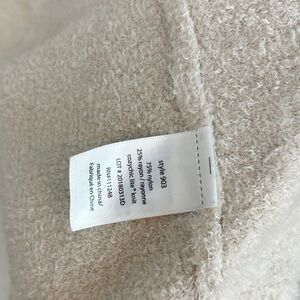 style 903
75% nylon
25% rayon / rayonne
cozychic lite® knit
LOT # 20180313D
RN#111248
made in china/
Fabriqué en Chine